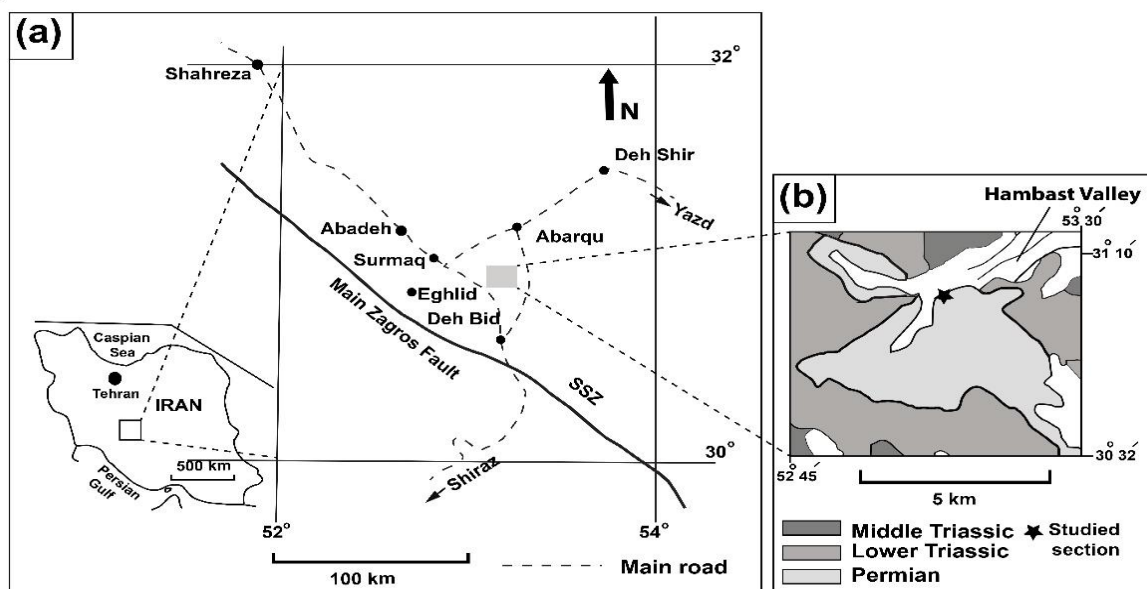 (a)
Shahreza
32°
N
Deh Shir
Yazd
Abadeh
Abarqu
Surmaq
Eghlid
Deh Bid
Main Zagros Fault
SSZ
Caspian
Sea
Tehran
IRAN
500 km
Persian
Gulf
30°
Shiraz
52°
54°
100 km
Main road
(b)
Hambast Valley
53 30′
31° 10′
30° 32′
52 45′
5 km
Middle Triassic
Studied
section
Lower Triassic
Permian